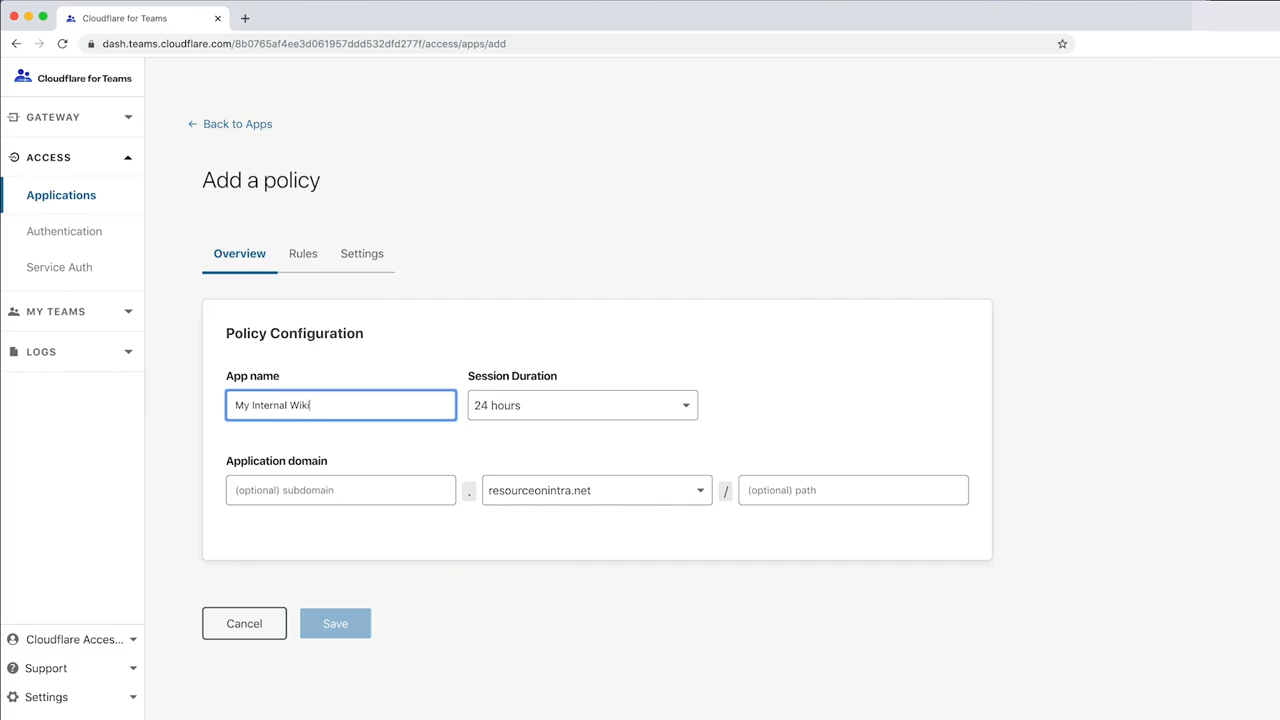 Cloudflare for Teams
dash.teams.cloudflare.com/8b0765af4ee3d061957ddd532dfd277f/access/apps/add
Cloudflare for Teams
GATEWAY
ACCESS
Applications
Authentication
Service Auth
MY TEAMS
LOGS
Cloudflare Acces...
Support
Settings
← Back to Apps
Add a policy
Overview Rules Settings
Policy Configuration
App name Session Duration
My Internal Wiki 24 hours
Application domain
(optional) subdomain . resourceonintra.net / (optional) path
Cancel Save